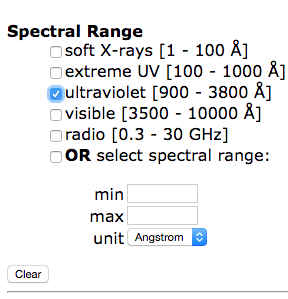 Spectral Range
soft X-rays [1 - 100 Å]
extreme UV [100 - 1000 Å]
ultraviolet [900 - 3800 Å]
visible [3500 - 10000 Å]
radio [0.3 - 30 GHz]
OR select spectral range:
min
max
unit Angstrom
Clear